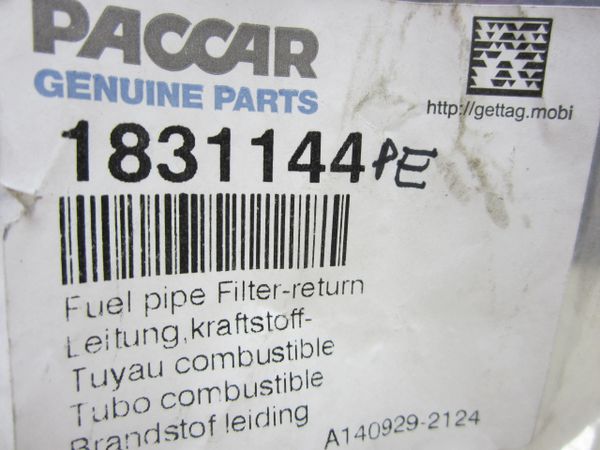 PACCAR
GENUINE PARTS
http://gettag.mobi
1831144PE
Fuel pipe Filter-return
Leitung,kraftstoff-
Tuyau combustible
Tubo combustible
Brandstof leiding
A140929-2124